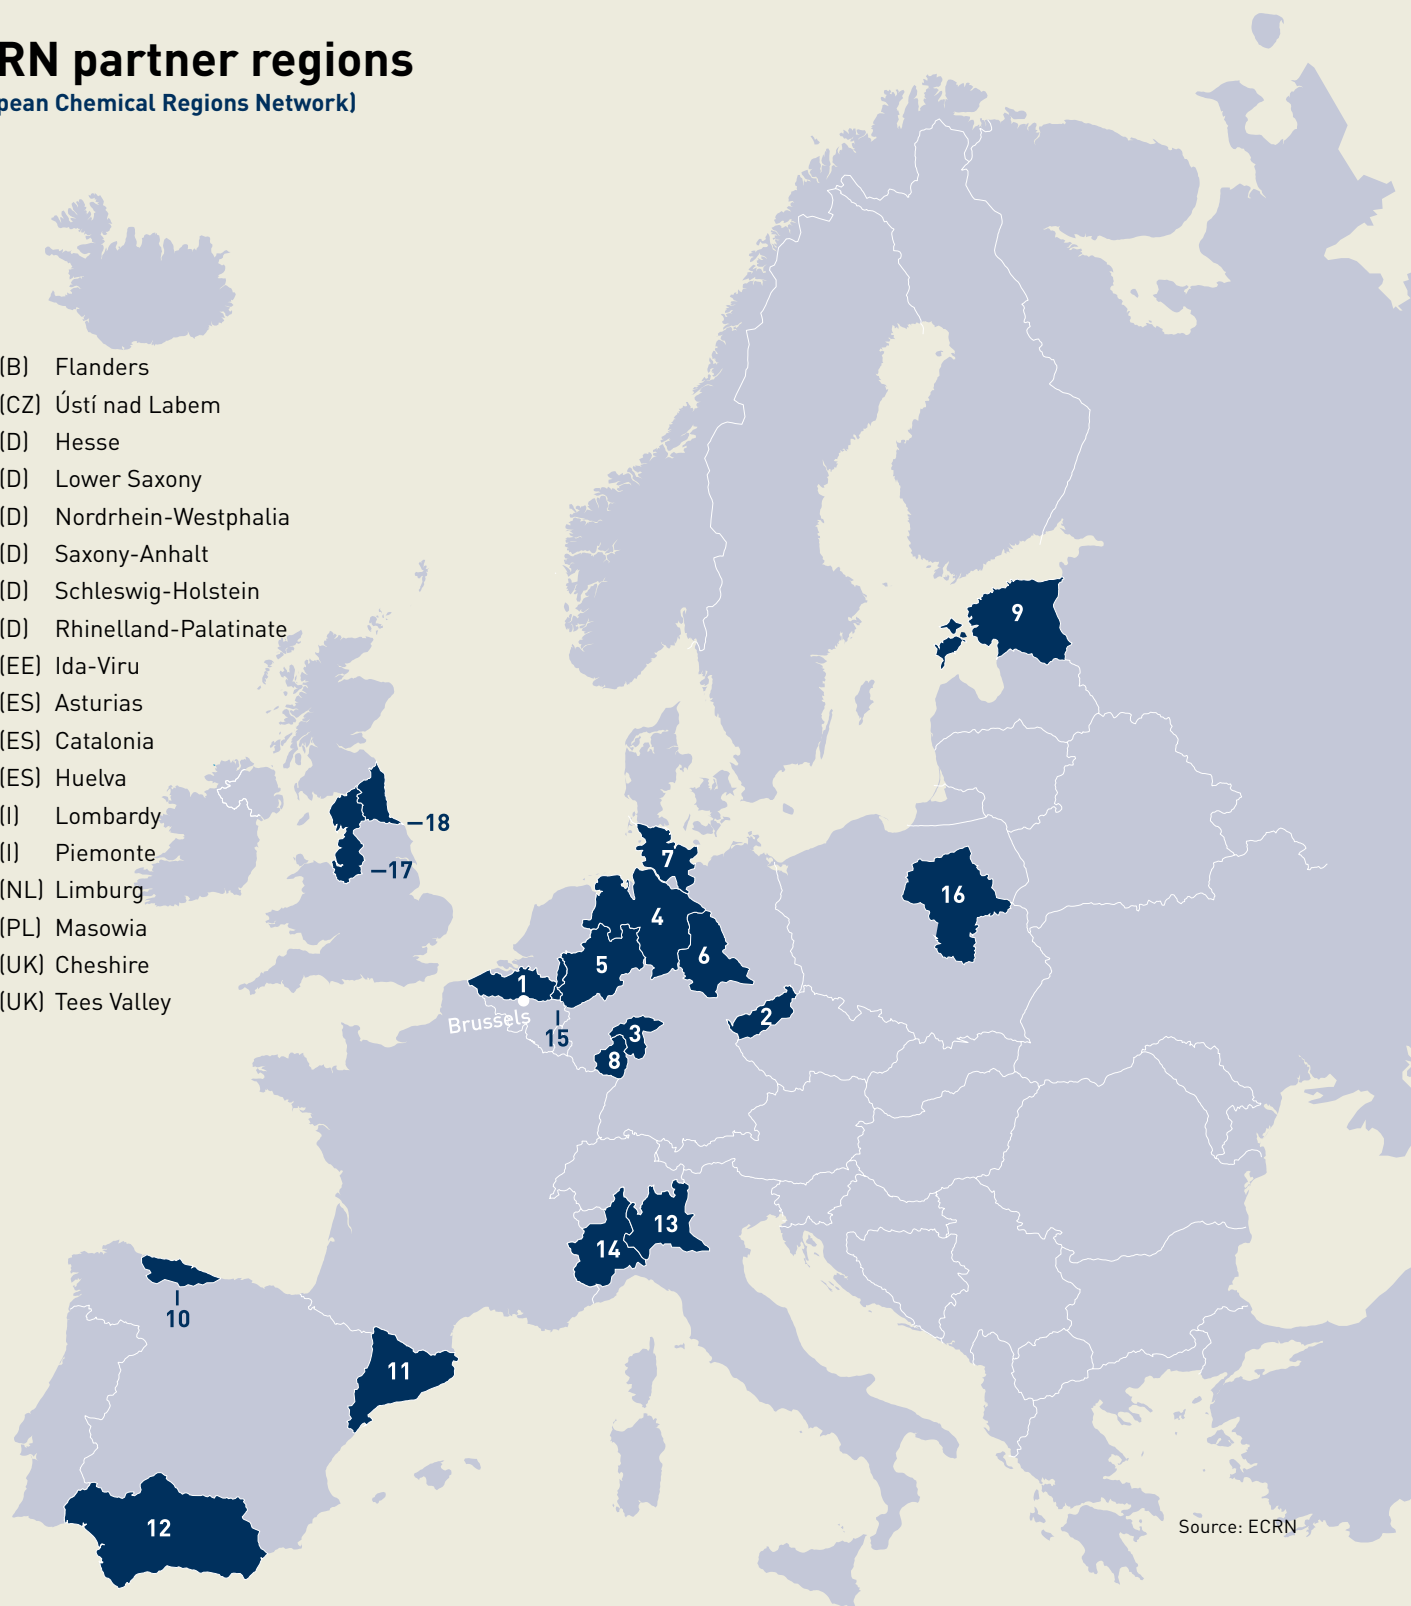 RN partner regions
pean Chemical Regions Network)
(B) Flanders
(CZ) Ústí nad Labem
(D) Hesse
(D) Lower Saxony
(D) Nordrhein-Westphalia
(D) Saxony-Anhalt
(D) Schleswig-Holstein
(D) Rhinelland-Palatinate
(EE) Ida-Viru
(ES) Asturias
(ES) Catalonia
(ES) Huelva
(I) Lombardy
(I) Piemonte
(NL) Limburg
(PL) Masowia
(UK) Cheshire
(UK) Tees Valley
9
18
7
17
16
4
6
5
1
Brussels
15
2
3
8
13
14
10
11
12
Source: ECRN